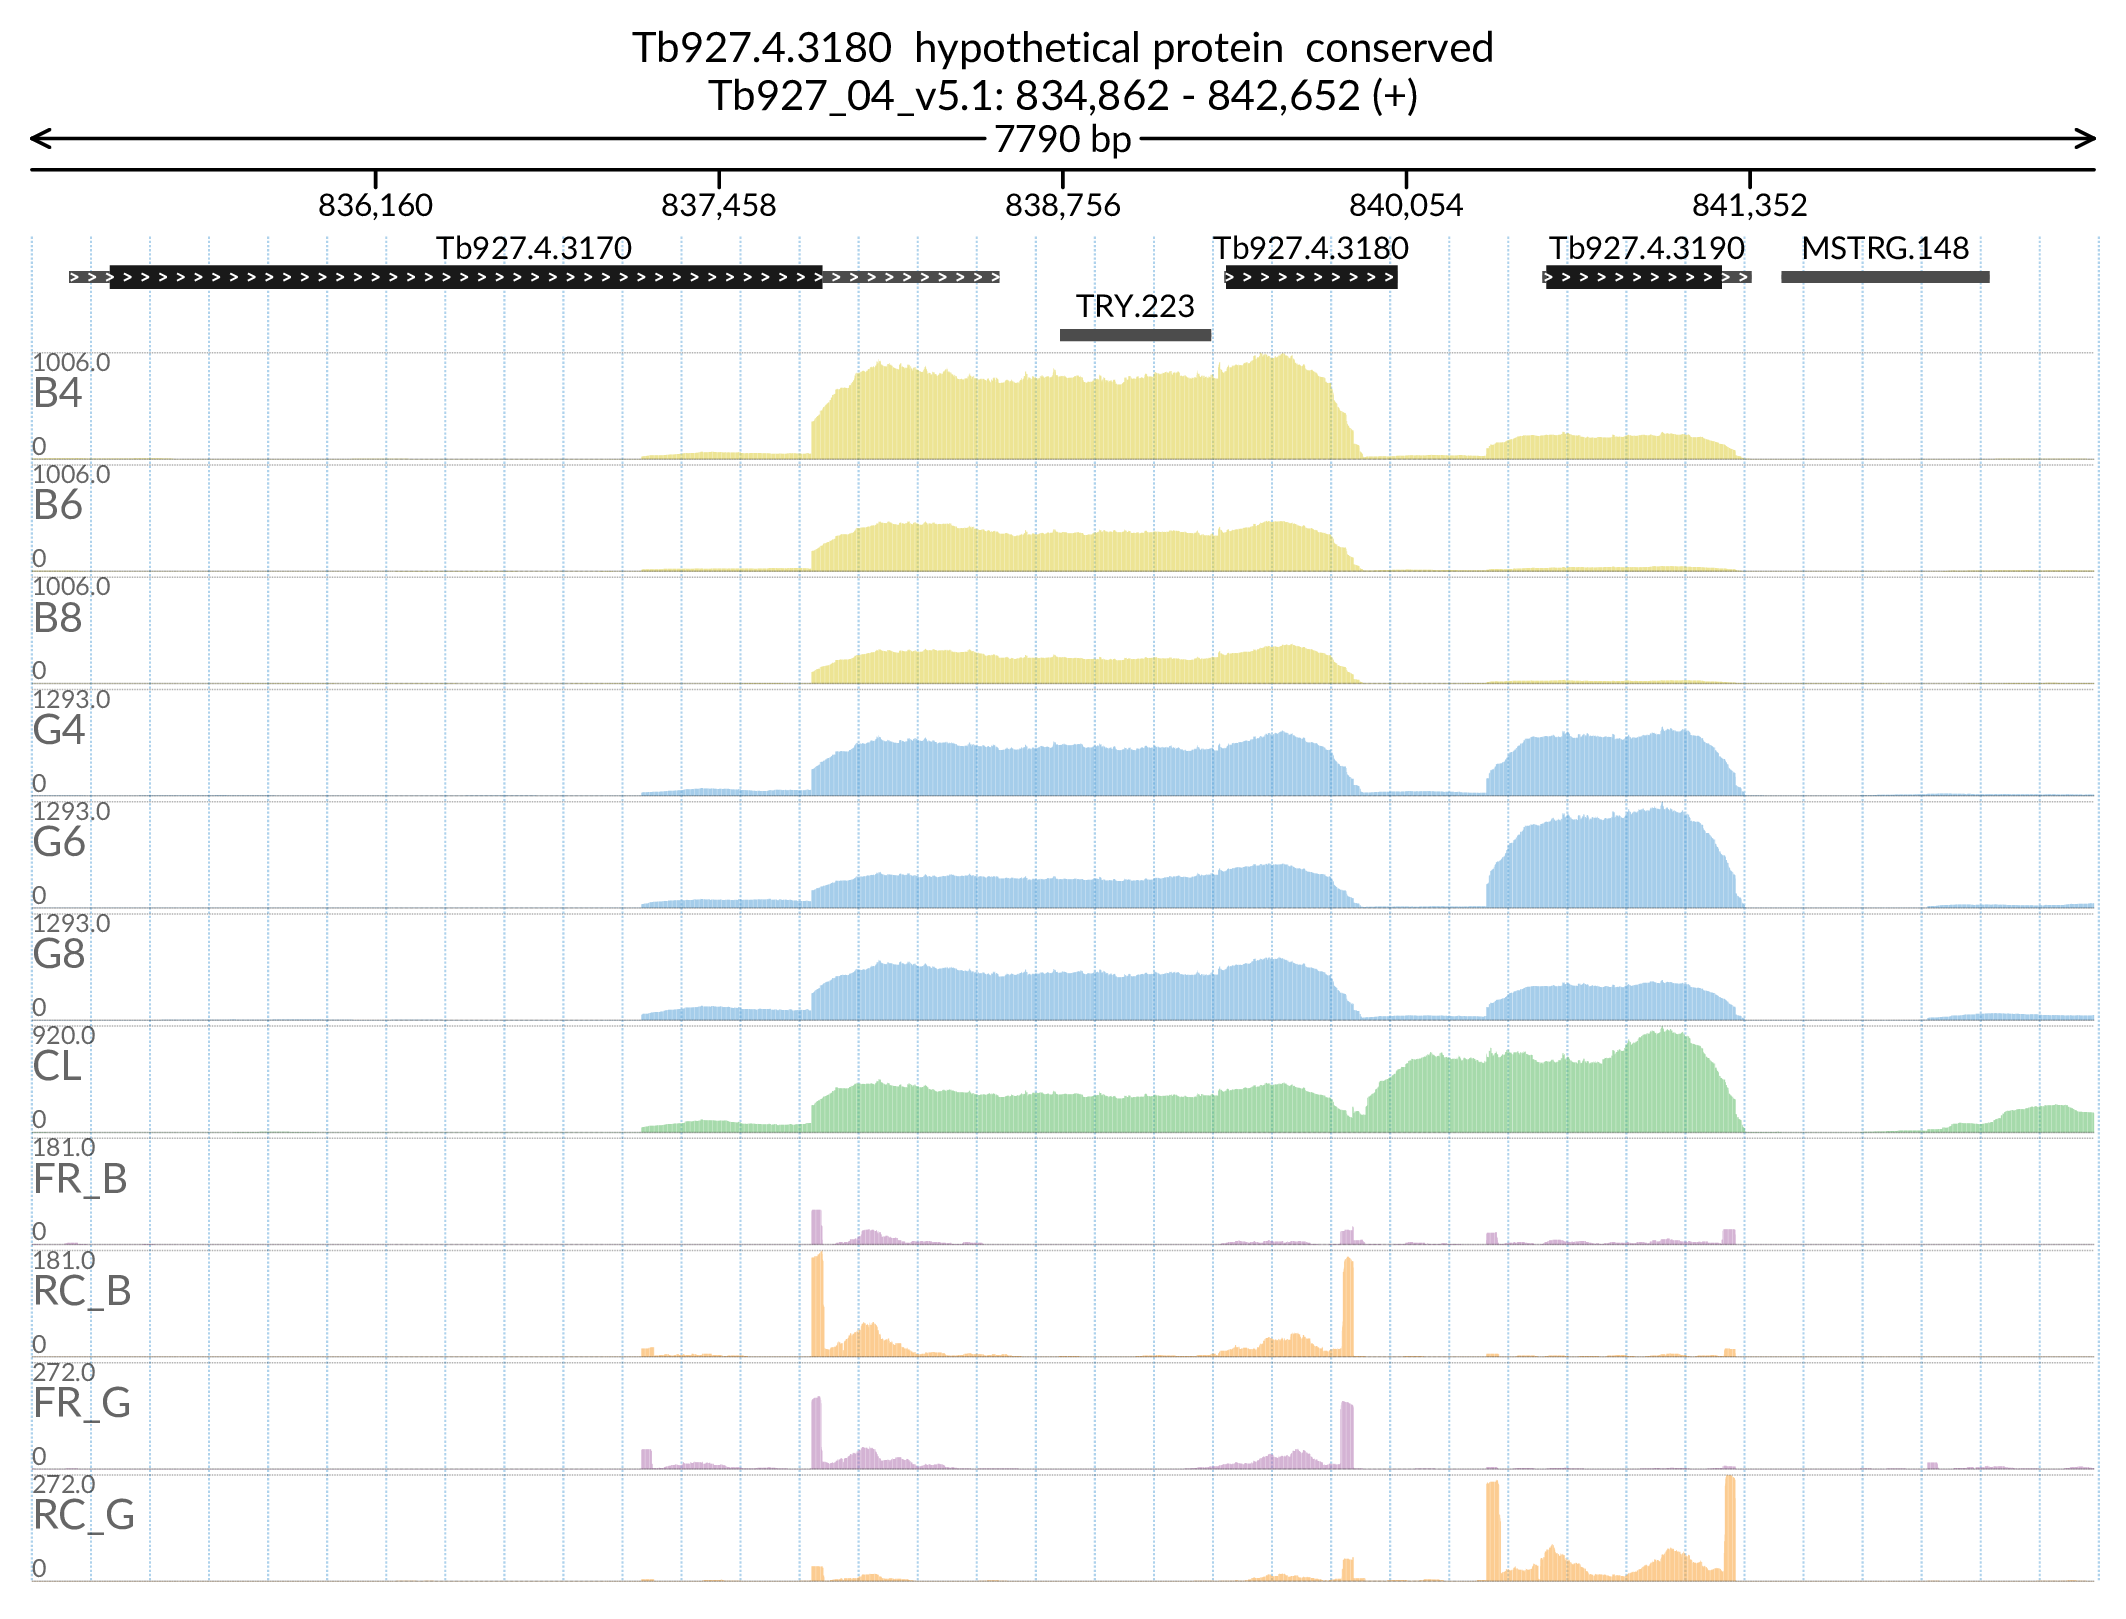 Tb927.4.3180  hypothetical protein  conserved
Tb927_04_v5.1: 834,862 - 842,652 (+)
7790 bp
836,160 837,458 838,756 840,054 841,352
Tb927.4.3170 Tb927.4.3180 Tb927.4.3190 MSTRG.148
TRY.223
1006.0
B4
0
1006.0
B6
0
1006.0
B8
0
1293.0
G4
0
1293.0
G6
0
1293.0
G8
0
920.0
CL
0
181.0
FR_B
0
181.0
RC_B
0
272.0
FR_G
0
272.0
RC_G
0